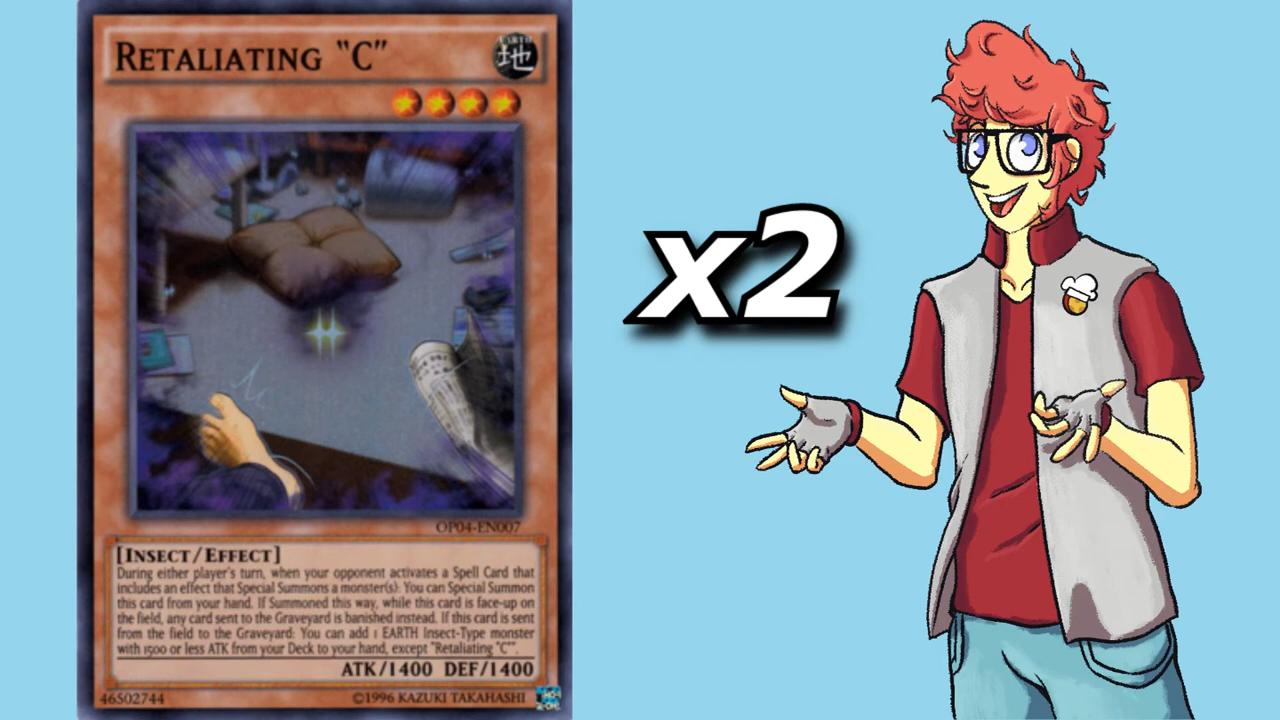 RETALIATING "C"
EARTH
地
OP04-EN007
[INSECT/EFFECT]
During either player's turn, when your opponent activates a Spell Card that
includes an effect that Special Summons a monster(s): You can Special Summon
this card from your hand. If Summoned this way, while this card is face-up on
the field, any card sent to the Graveyard is banished instead. If this card is sent
from the field to the Graveyard: You can add 1 EARTH Insect-Type monster
with 1500 or less ATK from your Deck to your hand, except "Retaliating "C"".
ATK/1400 DEF/1400
46502744
©1996 KAZUKI TAKAHASHI
x2